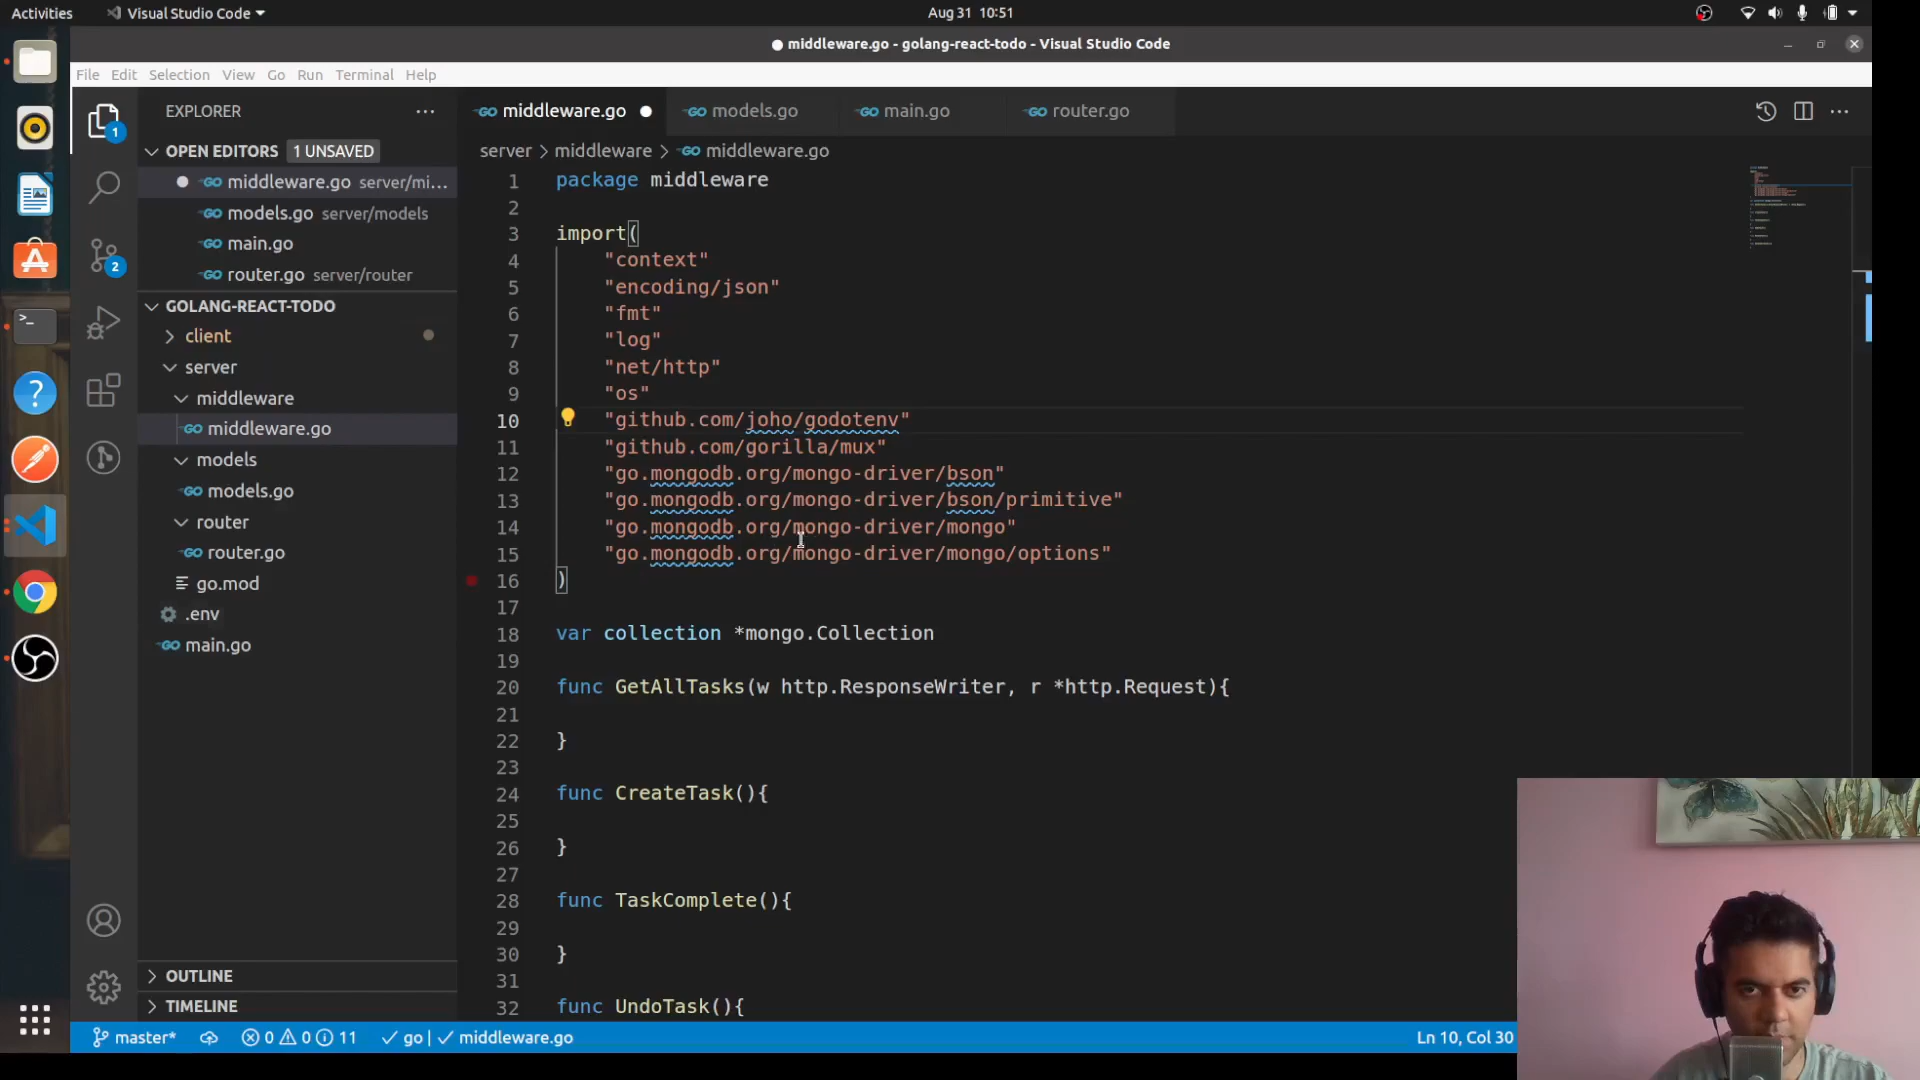 Activities
Visual Studio Code
Aug 31 10:51
middleware.go - golang-react-todo - Visual Studio Code
File Edit Selection View Go Run Terminal Help
EXPLORER
OPEN EDITORS 1 UNSAVED
middleware.go server/mi...
models.go server/models
main.go
router.go server/router
GOLANG-REACT-TODO
client
server
middleware
middleware.go
models
models.go
router
router.go
go.mod
.env
main.go
OUTLINE
TIMELINE
1
2
middleware.go
models.go
main.go
router.go
server > middleware > middleware.go
1 package middleware
2
3 import(
4 "context"
5 "encoding/json"
6 "fmt"
7 "log"
8 "net/http"
9 "os"
10 "github.com/joho/godotenv"
11 "github.com/gorilla/mux"
12 "go.mongodb.org/mongo-driver/bson"
13 "go.mongodb.org/mongo-driver/bson/primitive"
14 "go.mongodb.org/mongo-driver/mongo"
15 "go.mongodb.org/mongo-driver/mongo/options"
16 )
17
18 var collection *mongo.Collection
19
20 func GetAllTasks(w http.ResponseWriter, r *http.Request){
21
22 }
23
24 func CreateTask(){
25
26 }
27
28 func TaskComplete(){
29
30 }
31
32 func UndoTask(){
master* 0 0 11 go middleware.go
Ln 10, Col 30